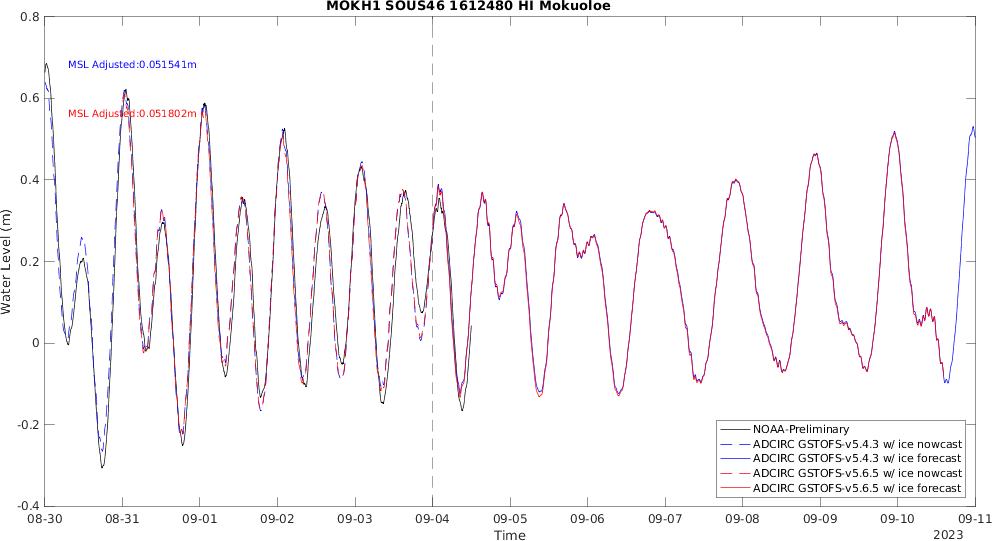 MOKH1 SOUS46 1612480 HI Mokuoloe
0.8
0.6
0.4
0.2
0
-0.2
-0.4
Water Level (m)
MSL Adjusted:0.051541m
MSL Adjusted:0.051802m
NOAA-Preliminary
ADCIRC GSTOFS-v5.4.3 w/ ice nowcast
ADCIRC GSTOFS-v5.4.3 w/ ice forecast
ADCIRC GSTOFS-v5.6.5 w/ ice nowcast
ADCIRC GSTOFS-v5.6.5 w/ ice forecast
08-30 08-31 09-01 09-02 09-03 09-04 09-05 09-06 09-07 09-08 09-09 09-10 09-11
Time
2023